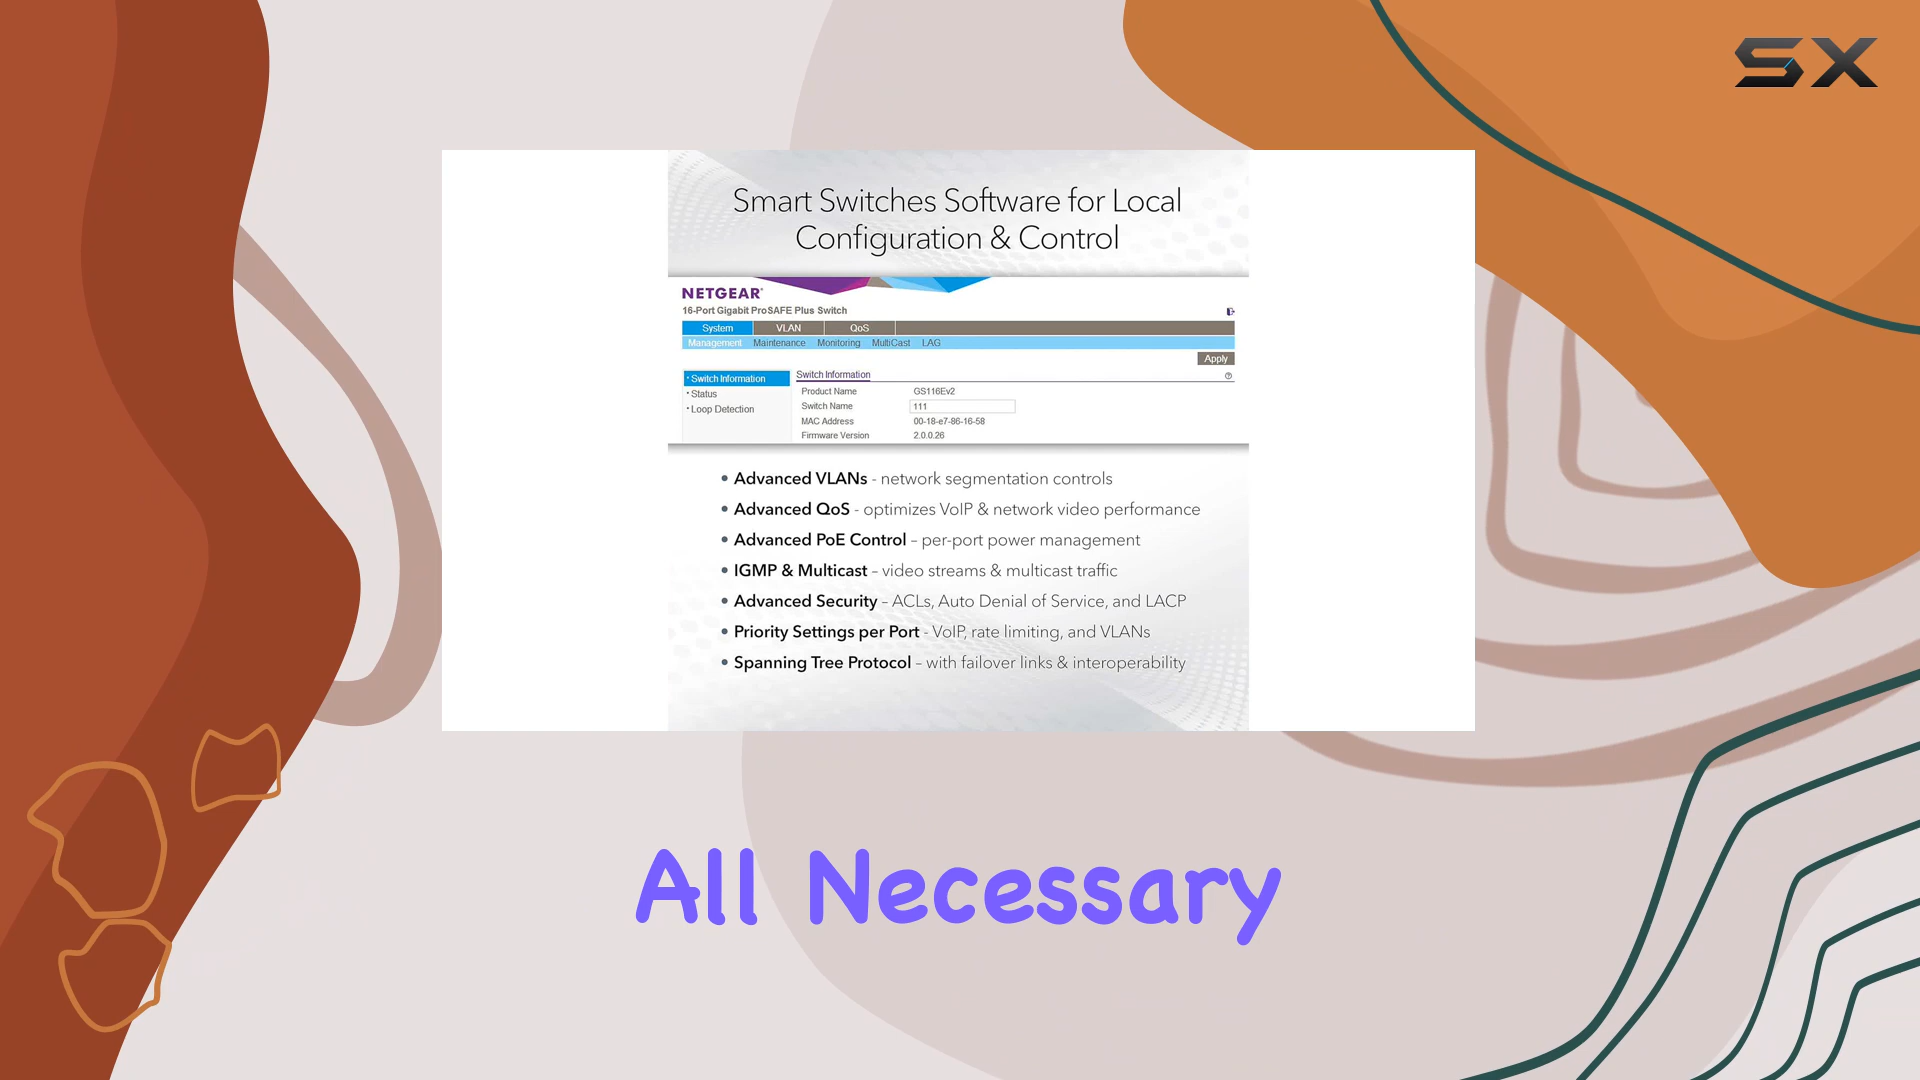 SX
Smart Switches Software for Local
Configuration & Control
NETGEAR®
16-Port Gigabit ProSAFE Plus Switch
System VLAN QoS
Management Maintenance Monitoring MultiCast LAG
Apply
Switch Information
Status
Loop Detection
Switch Information
Product Name GS116Ev2
Switch Name 111
MAC Address 00-18-e7-86-16-58
Firmware Version 2.0.0.26
• Advanced VLANs - network segmentation controls
• Advanced QoS - optimizes VoIP & network video performance
• Advanced PoE Control – per-port power management
• IGMP & Multicast – video streams & multicast traffic
• Advanced Security – ACLs, Auto Denial of Service, and LACP
• Priority Settings per Port - VoIP, rate limiting, and VLANs
• Spanning Tree Protocol – with failover links & interoperability
All Necessary